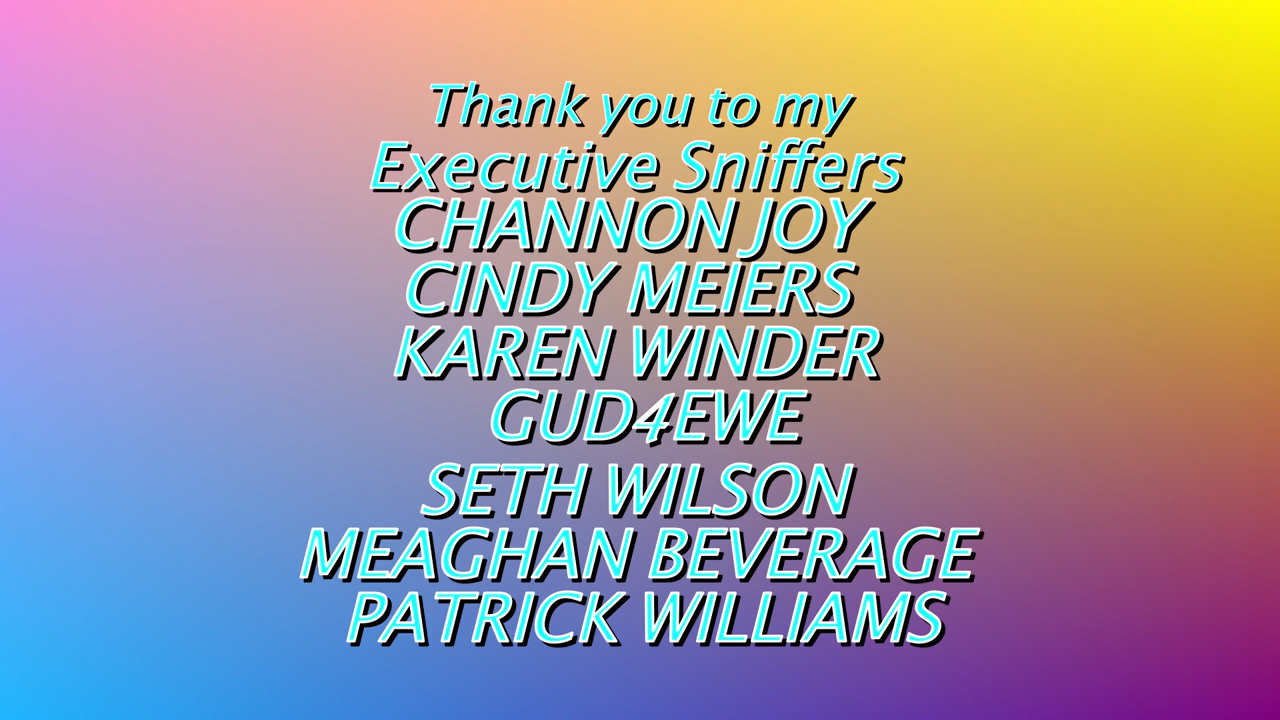 Thank you to my
Executive Sniffers
CHANNON JOY
CINDY MEIERS
KAREN WINDER
GUD4EWE
SETH WILSON
MEAGHAN BEVERAGE
PATRICK WILLIAMS